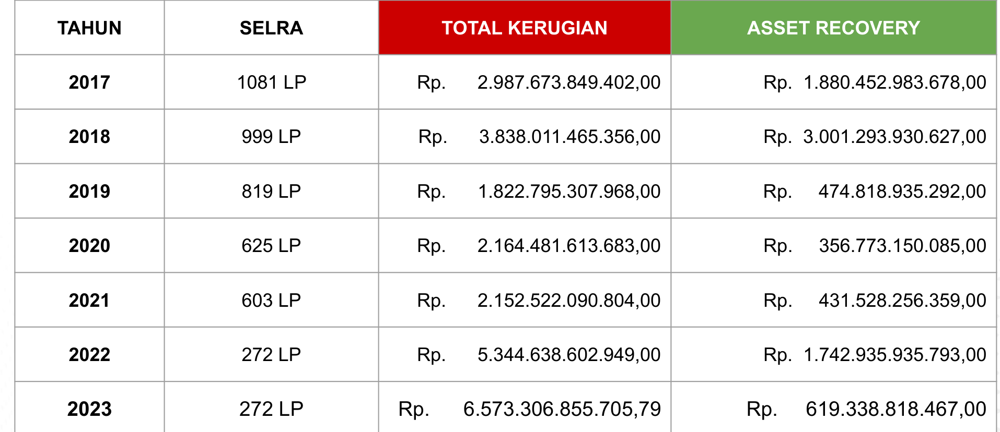 TAHUN SELRA TOTAL KERUGIAN ASSET RECOVERY
2017 1081 LP Rp. 2.987.673.849.402,00 Rp. 1.880.452.983.678,00
2018 999 LP Rp. 3.838.011.465.356,00 Rp. 3.001.293.930.627,00
2019 819 LP Rp. 1.822.795.307.968,00 Rp. 474.818.935.292,00
2020 625 LP Rp. 2.164.481.613.683,00 Rp. 356.773.150.085,00
2021 603 LP Rp. 2.152.522.090.804,00 Rp. 431.528.256.359,00
2022 272 LP Rp. 5.344.638.602.949,00 Rp. 1.742.935.935.793,00
2023 272 LP Rp. 6.573.306.855.705,79 Rp. 619.338.818.467,00